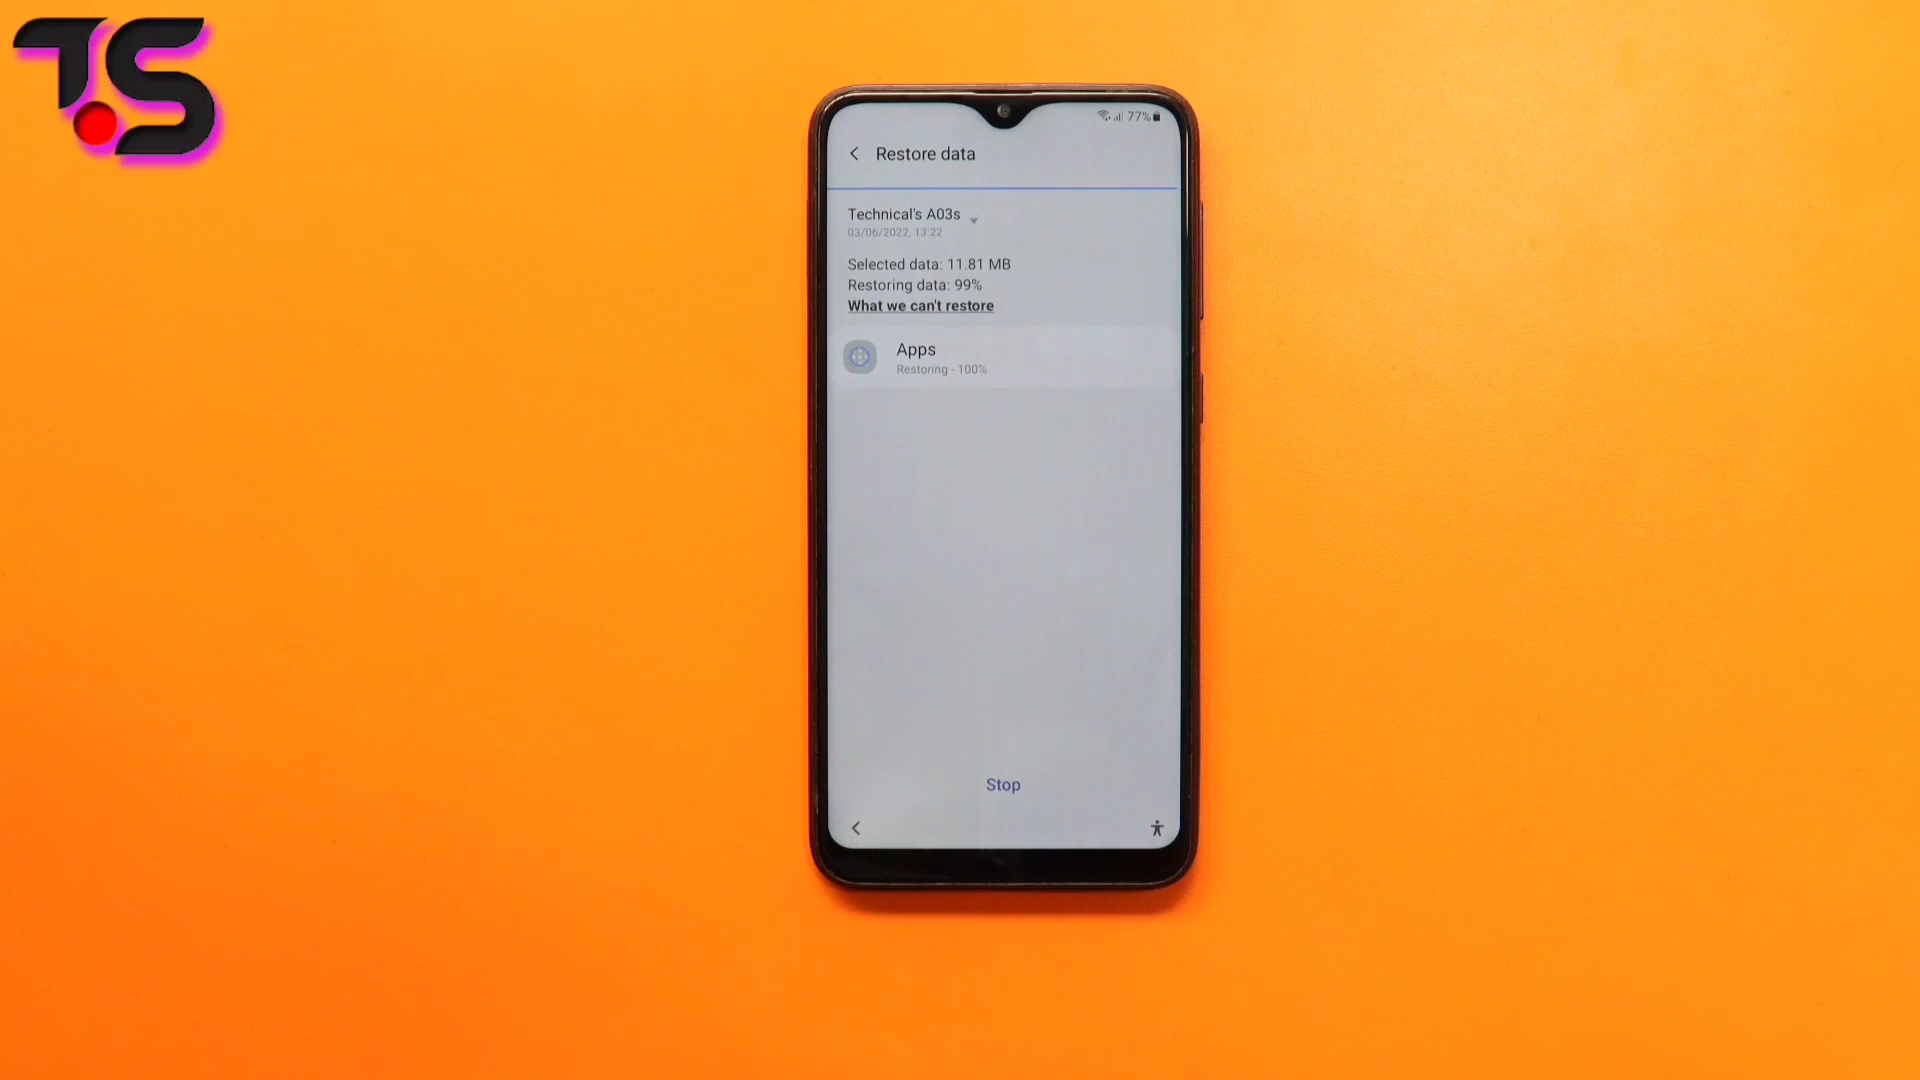 T.S
77%
Restore data
Technical's A03s
03/06/2022, 13:22
Selected data: 11.81 MB
Restoring data: 99%
What we can't restore
Apps
Restoring - 100%
Stop